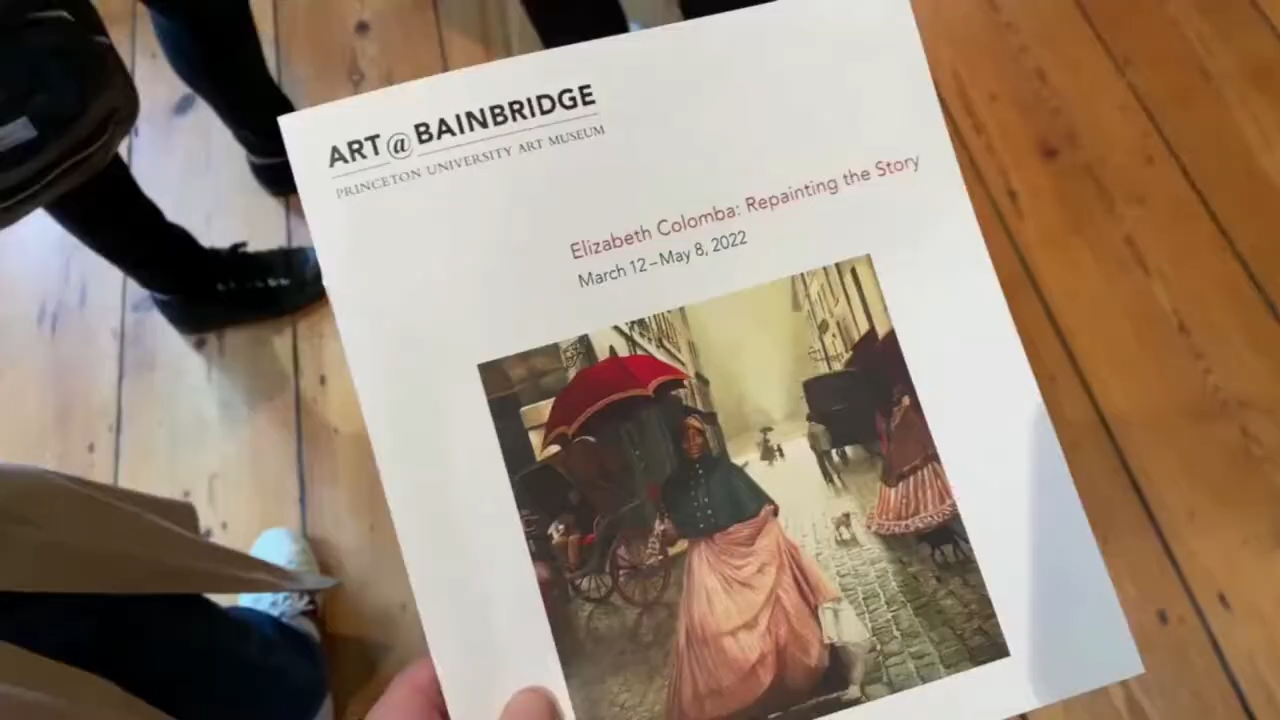 ART@BAINBRIDGE
PRINCETON UNIVERSITY ART MUSEUM
Elizabeth Colomba: Repainting the Story
March 12–May 8, 2022